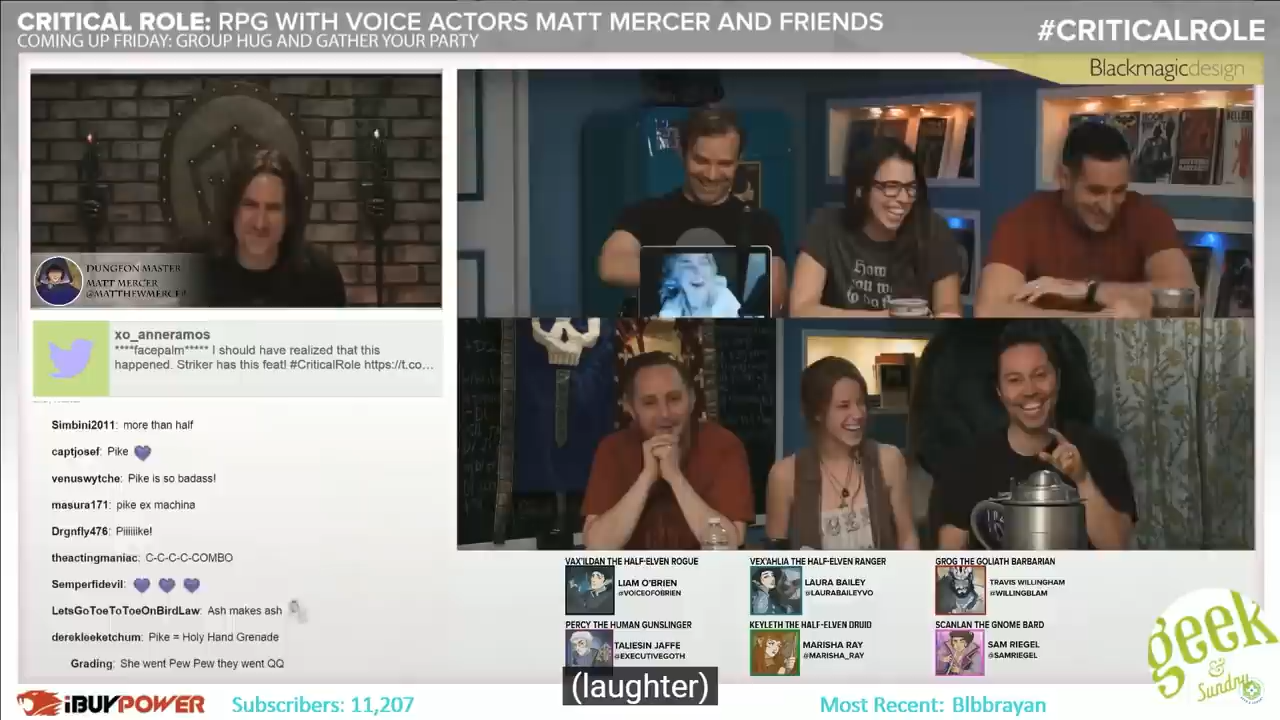 CRITICAL ROLE: RPG WITH VOICE ACTORS MATT MERCER AND FRIENDS
COMING UP FRIDAY: GROUP HUG AND GATHER YOUR PARTY
#CRITICALROLE
Blackmagicdesign
DUNGEON MASTER
MATT MERCER
@MATTHEWMERCER
xo_anneramos
****facepalm***** I should have realized that this
happened. Striker has this feat! #CriticalRole https://t.co...
Simbini2011: more than half
captjosef: Pike 💜
venuswytche: Pike is so badass!
masura171: pike ex machina
Drgnfly476: Piiiiiike!
theactingmaniac: C-C-C-C-COMBO
Semperfidevil: 💜 💜 💜
LetsGoToeToToeOnBirdLaw: Ash makes ash
derekleeketchum: Pike = Holy Hand Grenade
Grading: She went Pew Pew they went QQ
How
VAX'ILDAN THE HALF-ELVEN ROGUE
LIAM O'BRIEN
@VOICEOFOBRIEN
VEX'AHLIA THE HALF-ELVEN RANGER
LAURA BAILEY
@LAURABAILEYVO
GROG THE GOLIATH BARBARIAN
TRAVIS WILLINGHAM
@WILLINGBLAM
PERCY THE HUMAN GUNSLINGER
TALIESIN JAFFE
@EXECUTIVEGOTH
KEYLETH THE HALF-ELVEN DRUID
MARISHA RAY
@MARISHA_RAY
SCANLAN THE GNOME BARD
SAM RIEGEL
@SAMRIEGEL
geek
&
Sundry
(laughter)
iBUYPOWER
Subscribers: 11,207
Most Recent: Blbbrayan